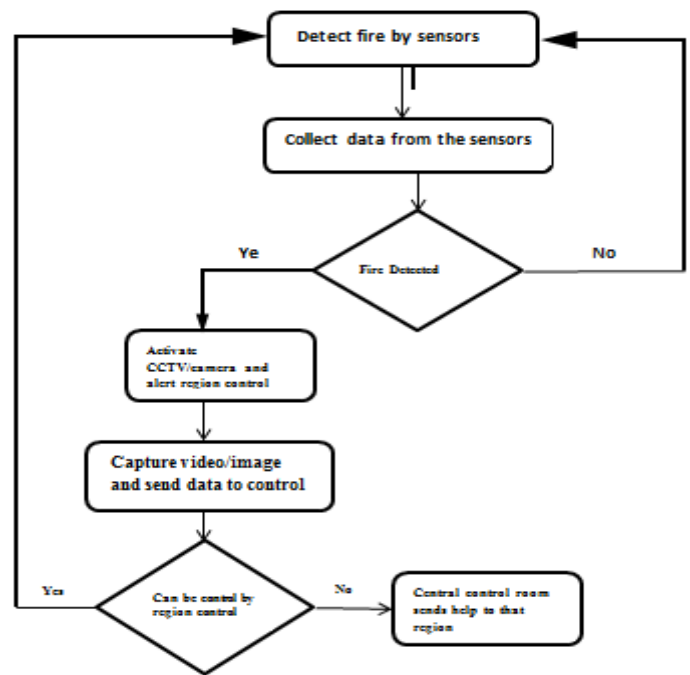 Detect fire by sensors
Collect data from the sensors
Ye
No
Fire Detected
Activate
CCTV/camera and
alert region control
Capture video/image
and send data to control
Yes
Can be control by
region control
No
Central control room
sends help to that
region